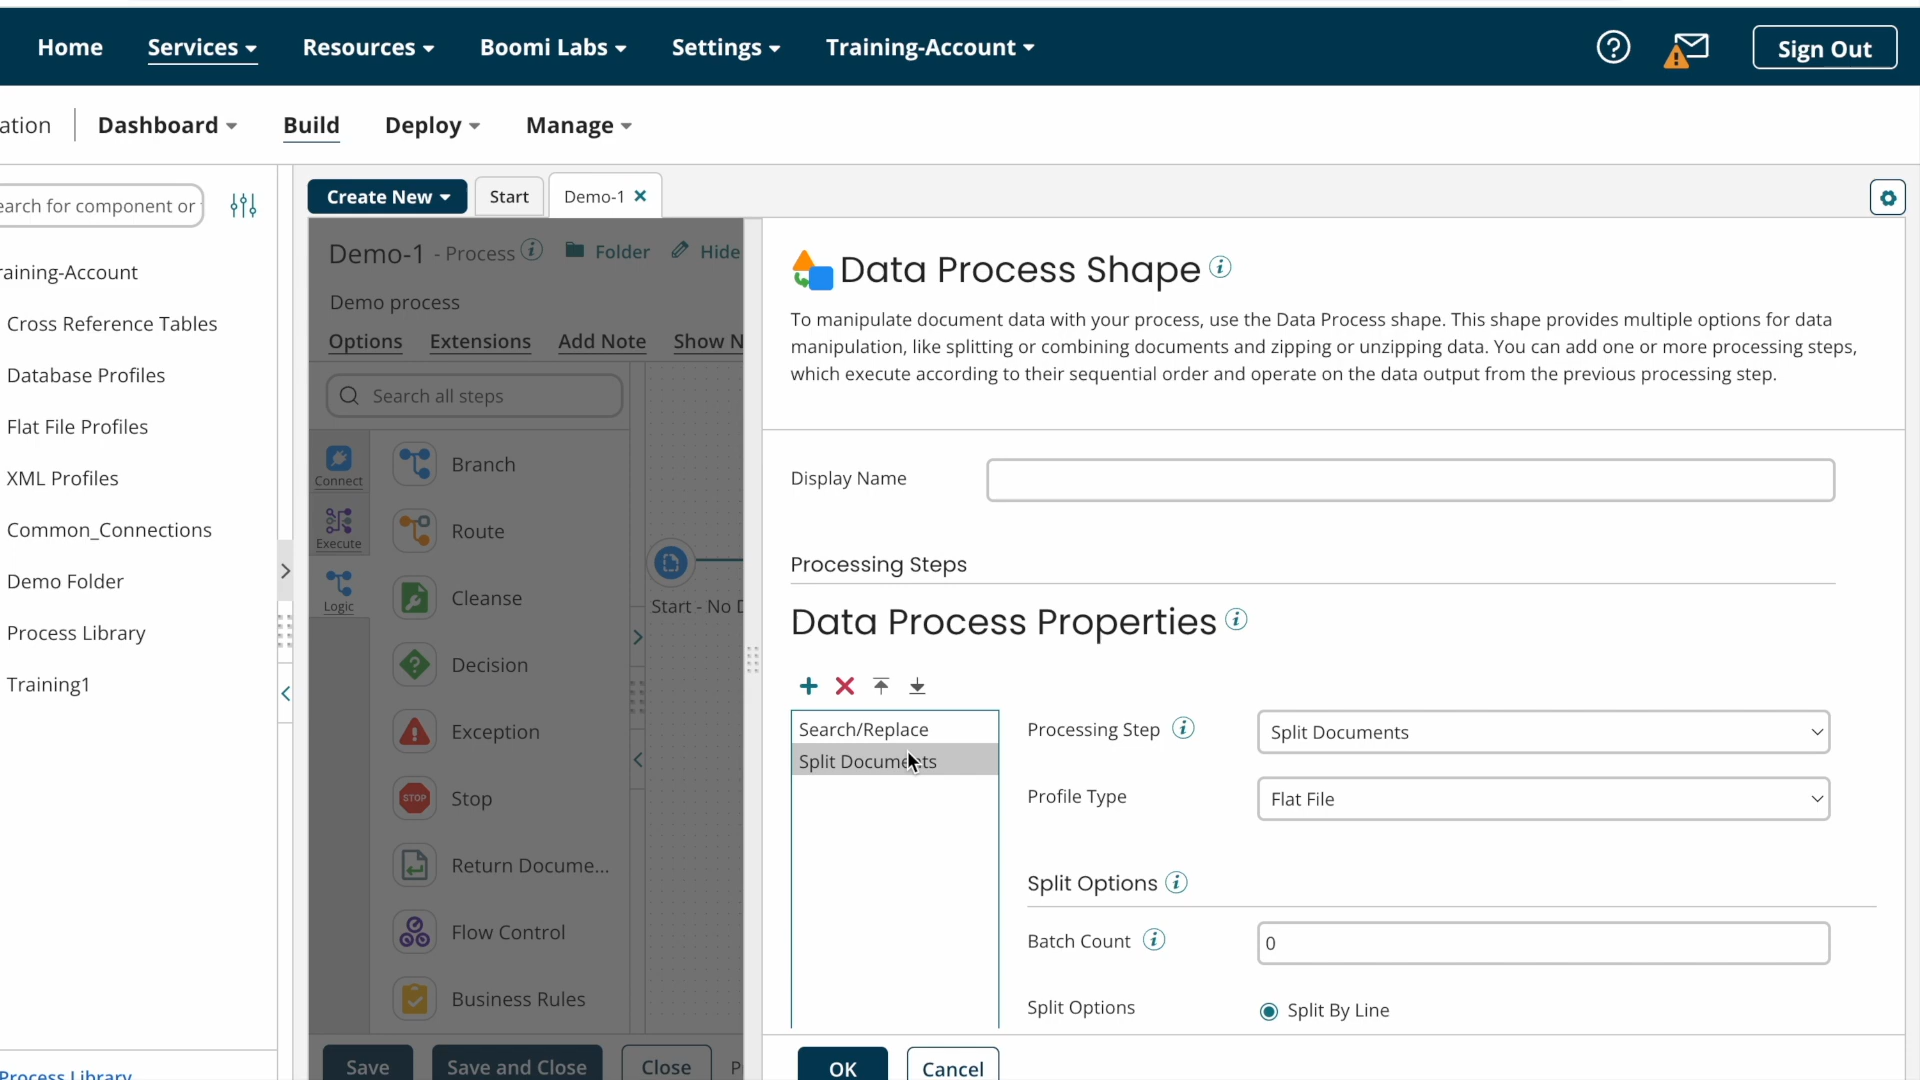 Home Services Resources Boomi Labs Settings Training-Account Sign Out
ation Dashboard Build Deploy Manage
earch for component or
raining-Account
Cross Reference Tables
Database Profiles
Flat File Profiles
XML Profiles
Common_Connections
Demo Folder
Process Library
Training1
Process Library
Create New Start Demo-1
Demo-1 - Process Folder Hide
Demo process
Options Extensions Add Note Show N
Search all steps
Connect
Execute
Logic
Branch
Route
Cleanse
Decision
Exception
STOP Stop
Return Docume...
Flow Control
Business Rules
Start - No D
Save Save and Close Close P
Data Process Shape
To manipulate document data with your process, use the Data Process shape. This shape provides multiple options for data
manipulation, like splitting or combining documents and zipping or unzipping data. You can add one or more processing steps,
which execute according to their sequential order and operate on the data output from the previous processing step.
Display Name
Processing Steps
Data Process Properties
Search/Replace
Split Documents
Processing Step Split Documents
Profile Type Flat File
Split Options
Batch Count 0
Split Options Split By Line
OK Cancel